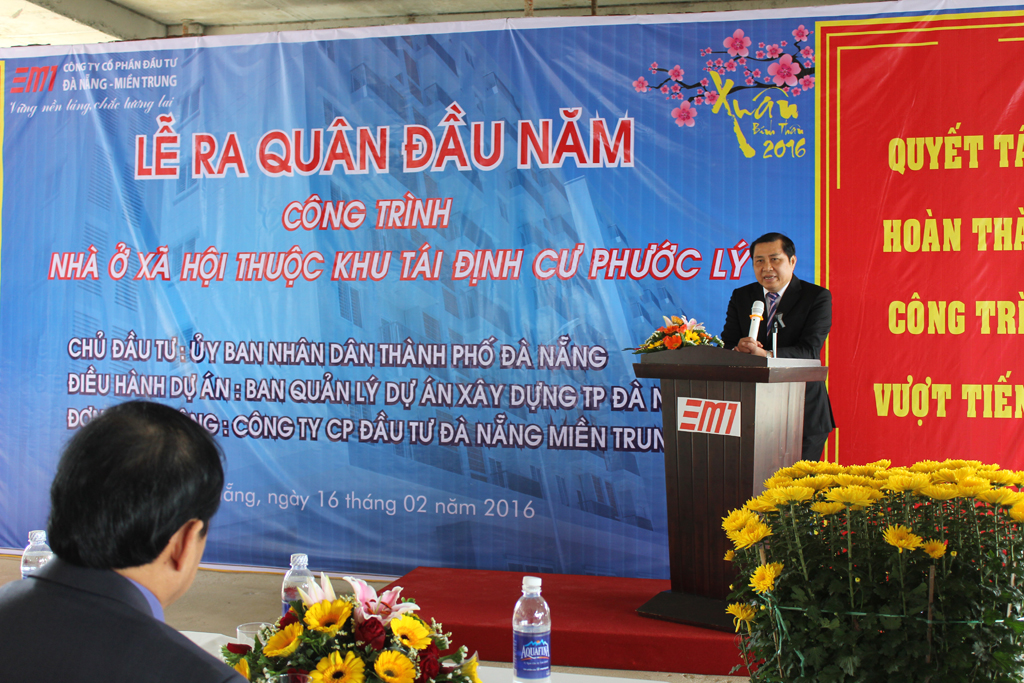 EM1
CÔNG TY CỔ PHẦN ĐẦU TƯ
ĐÀ NẴNG - MIỀN TRUNG
Vững nền tảng, chắc tương lai
Xuân
Bính Thân
2016
LỄ RA QUÂN ĐẦU NĂM
CÔNG TRÌNH
NHÀ Ở XÃ HỘI THUỘC KHU TÁI ĐỊNH CƯ PHƯỚC LÝ
CHỦ ĐẦU TƯ : ỦY BAN NHÂN DÂN THÀNH PHỐ ĐÀ NẴNG
ĐIỀU HÀNH DỰ ÁN : BAN QUẢN LÝ DỰ ÁN XÂY DỰNG TP ĐÀ N
: CÔNG TY CP ĐẦU TƯ ĐÀ NẴNG MIỀN TRUN
ẵng, ngày 16 tháng 02 năm 2016
QUYẾT TÂ
HOÀN THÀ
CÔNG TRÌ
VƯỢT TIẾN
EM1
AQUAFINA